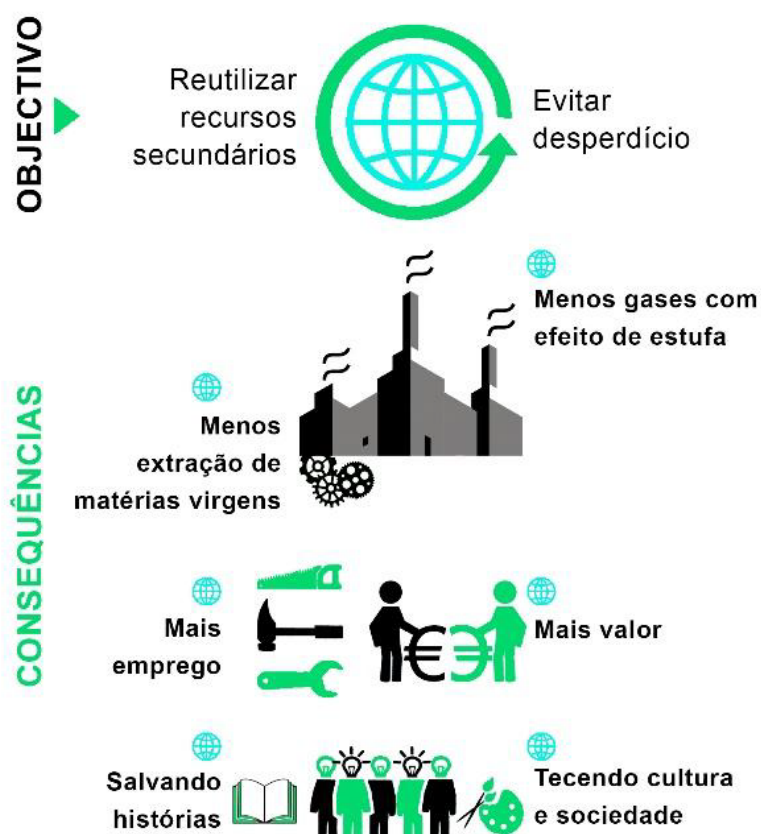 OBJECTIVO
Reutilizar
recursos
secundários
Evitar
desperdício
CONSEQUÊNCIAS
Menos gases com
efeito de estufa
Menos
extração de
matérias virgens
Mais
emprego
Mais valor
Salvando
histórias
Tecendo cultura
e sociedade